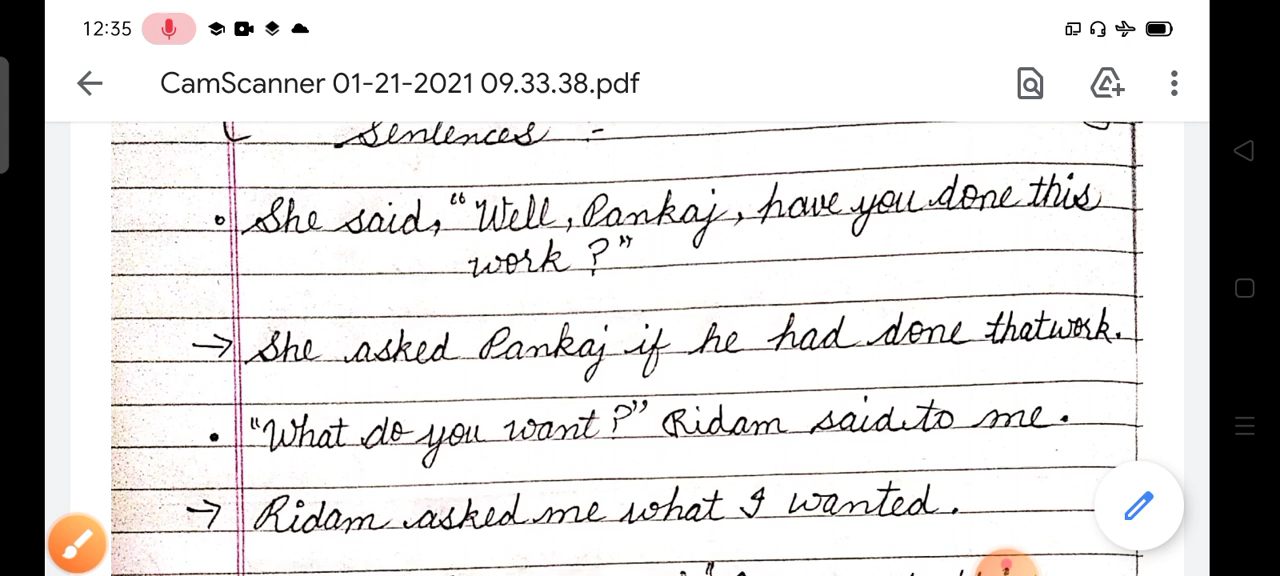 12:35
CamScanner 01-21-2021 09.33.38.pdf
Sentences :-
• She said, "Well, Pankaj, have you done this
work?"
→ She asked Pankaj if he had done thatwork.
• "What do you want?" Ridam said to me.
→ Ridam asked me what I wanted.